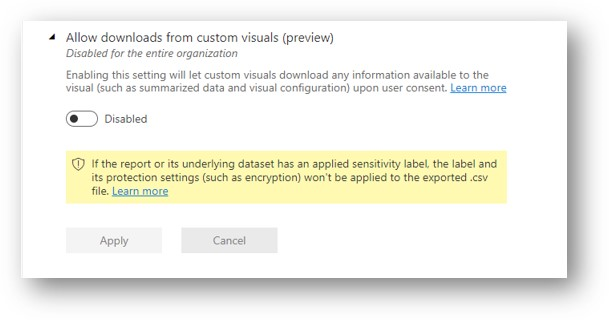 Allow downloads from custom visuals (preview)
Disabled for the entire organization
Enabling this setting will let custom visuals download any information available to the
visual (such as summarized data and visual configuration) upon user consent. Learn more
Disabled
If the report or its underlying dataset has an applied sensitivity label, the label and
its protection settings (such as encryption) won't be applied to the exported .csv
file. Learn more
Apply Cancel